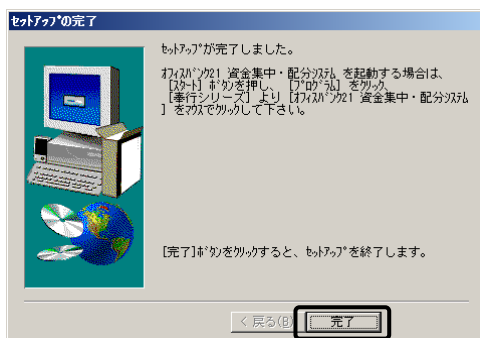 ｾｯﾄｱｯﾌﾟの完了
ｾｯﾄｱｯﾌﾟが完了しました。
ｵﾌｨｽﾊﾞﾝｸ21 資金集中・配分ｼｽﾃﾑ を起動する場合は、
[ｽﾀｰﾄ] ﾎﾞﾀﾝを押し、 [ﾌﾟﾛｸﾞﾗﾑ] をｸﾘｯｸ、
[奉行シリーズ] より [ｵﾌｨｽﾊﾞﾝｸ21 資金集中・配分ｼｽﾃﾑ
] をﾏｳｽでｸﾘｯｸして下さい。
[完了]ﾎﾞﾀﾝをｸﾘｯｸすると、ｾｯﾄｱｯﾌﾟを終了します。
< 戻る(B)
完了